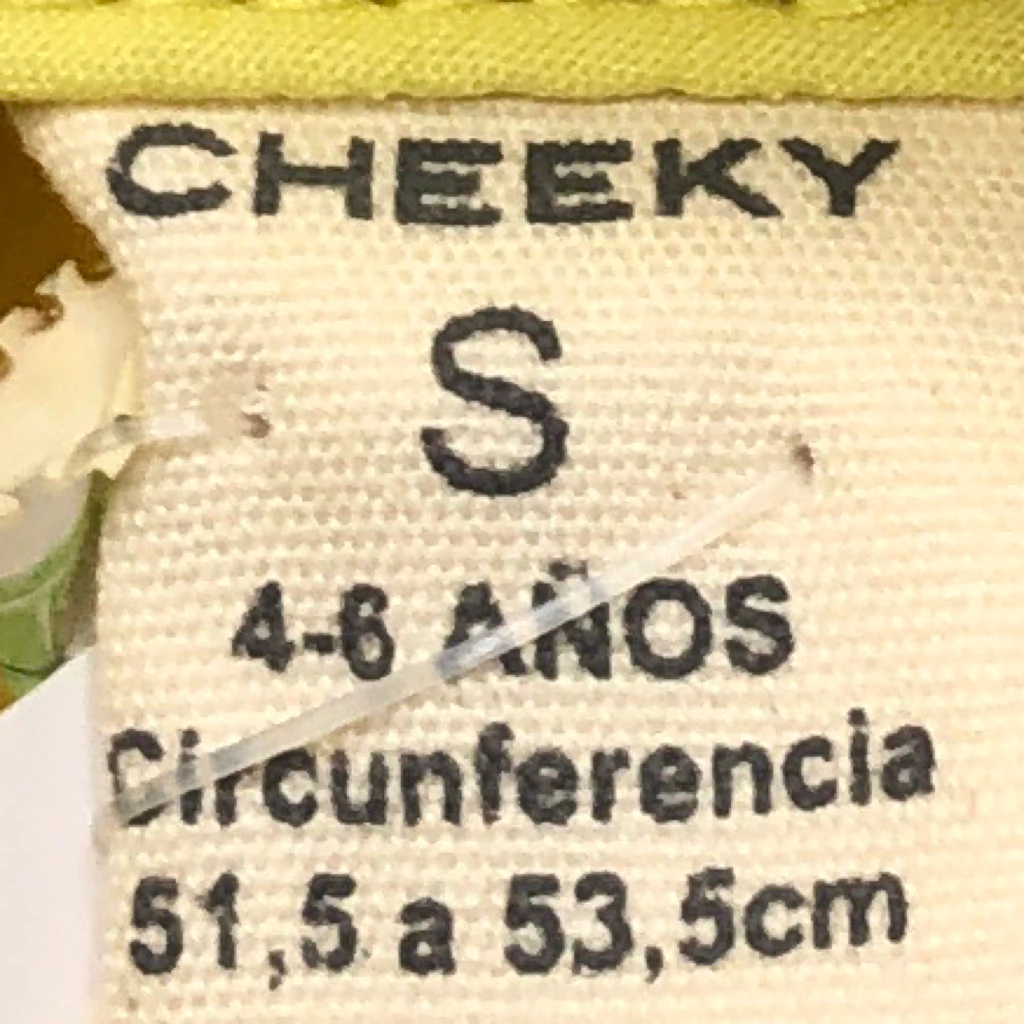 CHEEKY
S
4-6 AÑOS
Circunferencia
51,5 a 53,5cm